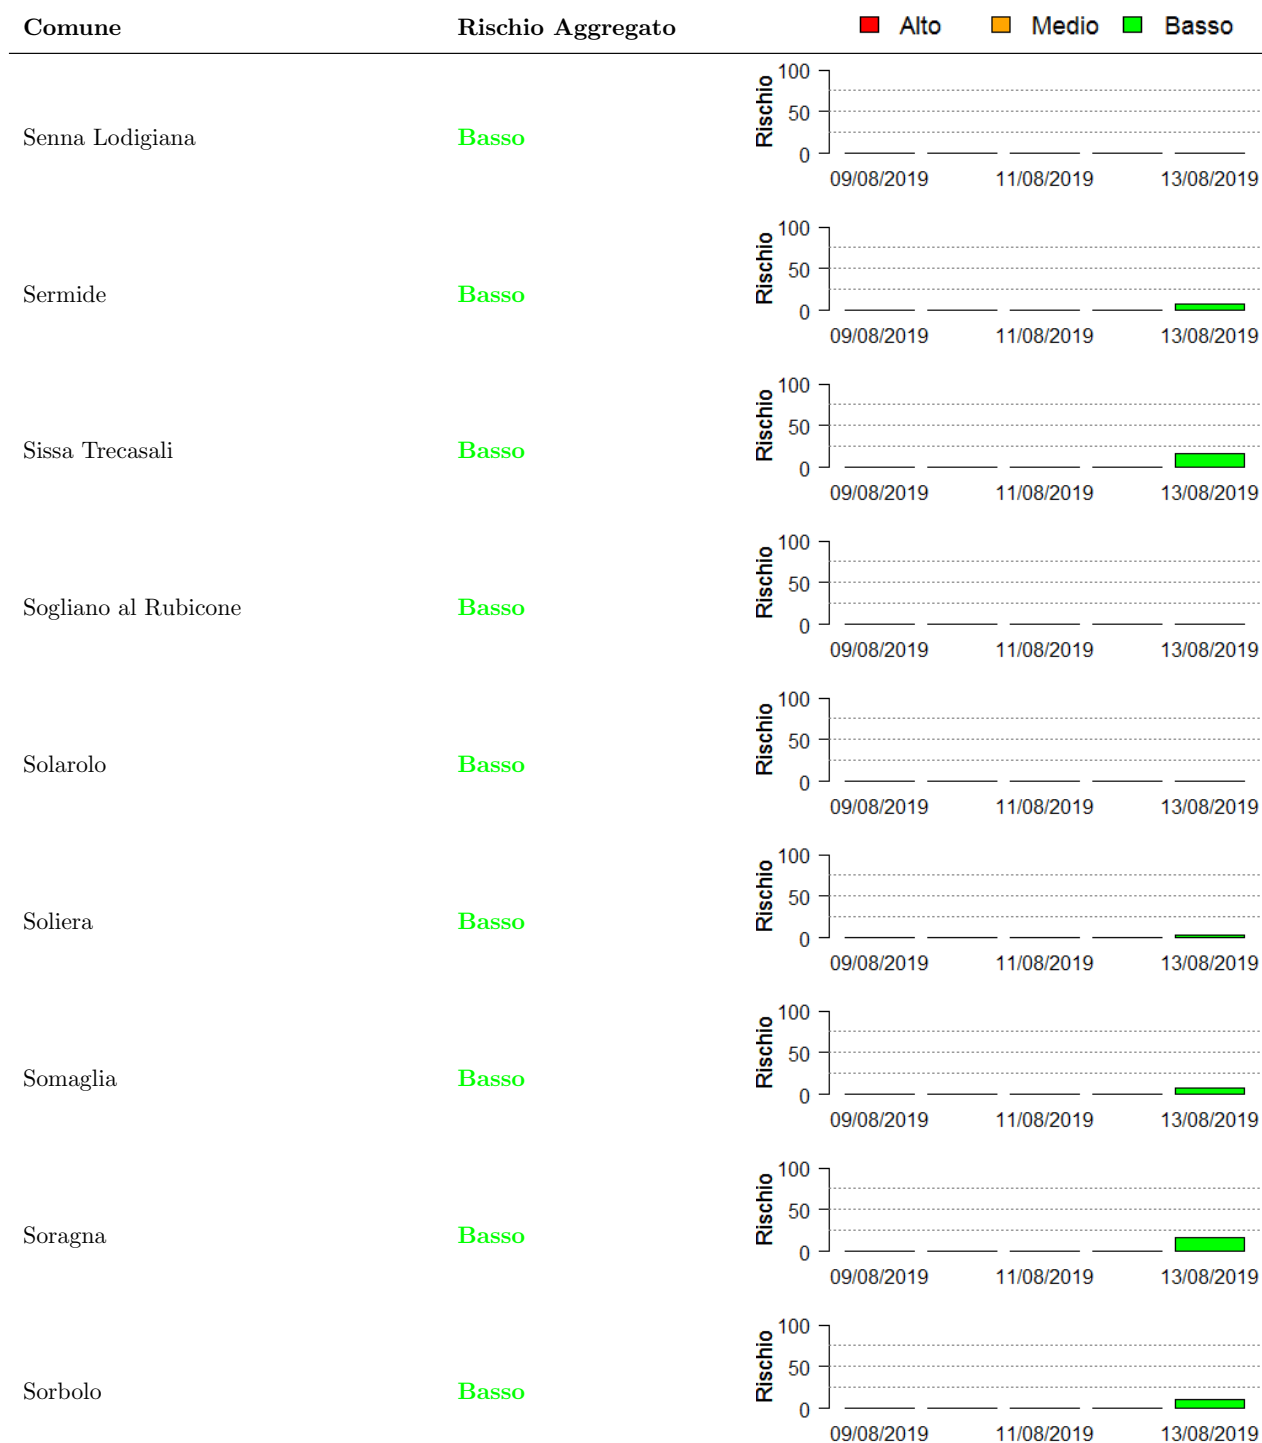 Comune Rischio Aggregato Alto Medio Basso
100
50
0
Rischio
Senna Lodigiana Basso
09/08/2019 11/08/2019 13/08/2019
100
50
0
Rischio
Sermide Basso
09/08/2019 11/08/2019 13/08/2019
100
50
0
Rischio
Sissa Trecasali Basso
09/08/2019 11/08/2019 13/08/2019
100
50
0
Rischio
Sogliano al Rubicone Basso
09/08/2019 11/08/2019 13/08/2019
100
50
0
Rischio
Solarolo Basso
09/08/2019 11/08/2019 13/08/2019
100
50
0
Rischio
Soliera Basso
09/08/2019 11/08/2019 13/08/2019
100
50
0
Rischio
Somaglia Basso
09/08/2019 11/08/2019 13/08/2019
100
50
0
Rischio
Soragna Basso
09/08/2019 11/08/2019 13/08/2019
100
50
0
Rischio
Sorbolo Basso
09/08/2019 11/08/2019 13/08/2019